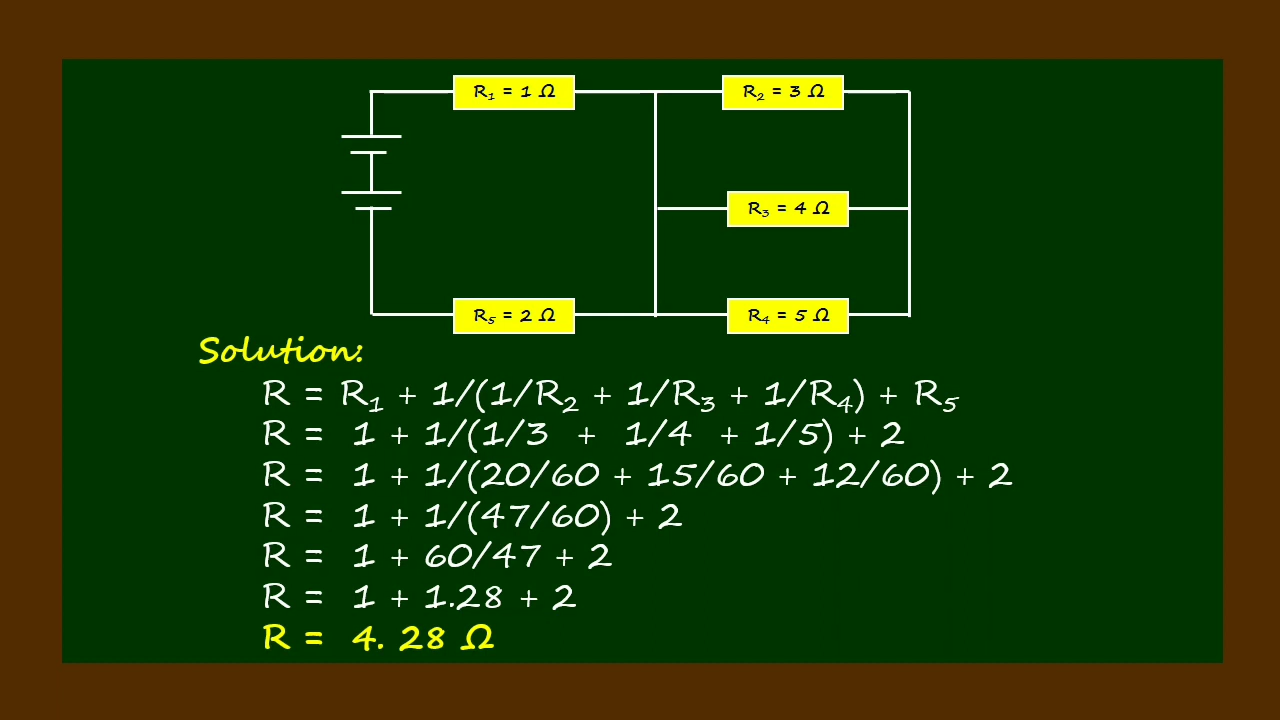 R₁ = 1 Ω
R₂ = 3 Ω
R₃ = 4 Ω
R₅ = 2 Ω
R₄ = 5 Ω
Solution:
R = R₁ + 1/(1/R₂ + 1/R₃ + 1/R₄) + R₅
R = 1 + 1/(1/3 + 1/4 + 1/5) + 2
R = 1 + 1/(20/60 + 15/60 + 12/60) + 2
R = 1 + 1/(47/60) + 2
R = 1 + 60/47 + 2
R = 1 + 1.28 + 2
R = 4. 28 Ω